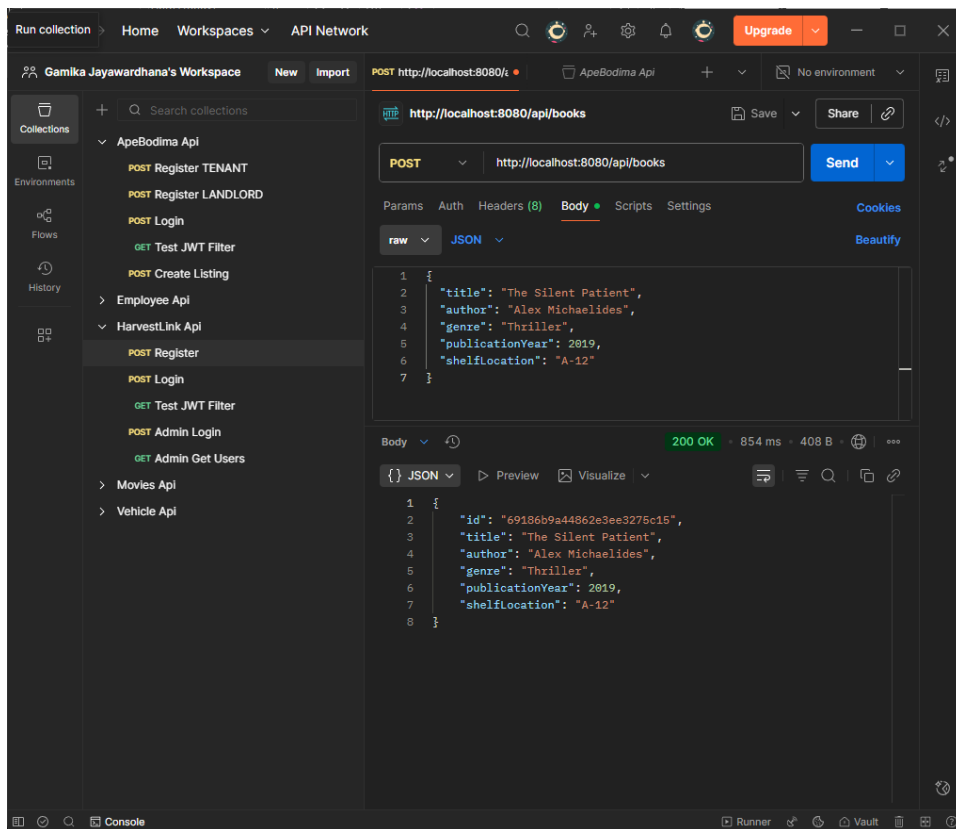 Run collection
Home Workspaces API Network
Upgrade
Gamika Jayawardhana's Workspace New Import
POST http://localhost:8080/a
ApeBodima Api
No environment
Collections
Environments
Flows
History
Search collections
ApeBodima Api
POST Register TENANT
POST Register LANDLORD
POST Login
GET Test JWT Filter
POST Create Listing
Employee Api
HarvestLink Api
POST Register
POST Login
GET Test JWT Filter
POST Admin Login
GET Admin Get Users
Movies Api
Vehicle Api
HTTP http://localhost:8080/api/books
Save Share
POST http://localhost:8080/api/books Send
Params Auth Headers (8) Body Scripts Settings Cookies
raw JSON Beautify
1 {
2 "title": "The Silent Patient",
3 "author": "Alex Michaelides",
4 "genre": "Thriller",
5 "publicationYear": 2019,
6 "shelfLocation": "A-12"
7 }
Body 200 OK • 854 ms • 408 B
{} JSON Preview Visualize
1 {
2 "id": "69186b9a44862e3ee3275c15",
3 "title": "The Silent Patient",
4 "author": "Alex Michaelides",
5 "genre": "Thriller",
6 "publicationYear": 2019,
7 "shelfLocation": "A-12"
8 }
Console Runner Vault